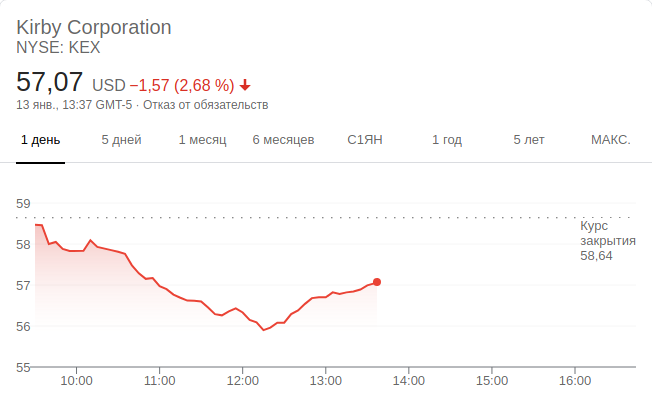 Kirby Corporation
NYSE: KEX
57,07 USD −1,57 (2,68 %)
13 янв., 13:37 GMT-5 · Отказ от обязательств
1 день 5 дней 1 месяц 6 месяцев С1ЯН 1 год 5 лет МАКС.
59
58
57
56
55
Курс
закрытия
58,64
10:00 11:00 12:00 13:00 14:00 15:00 16:00